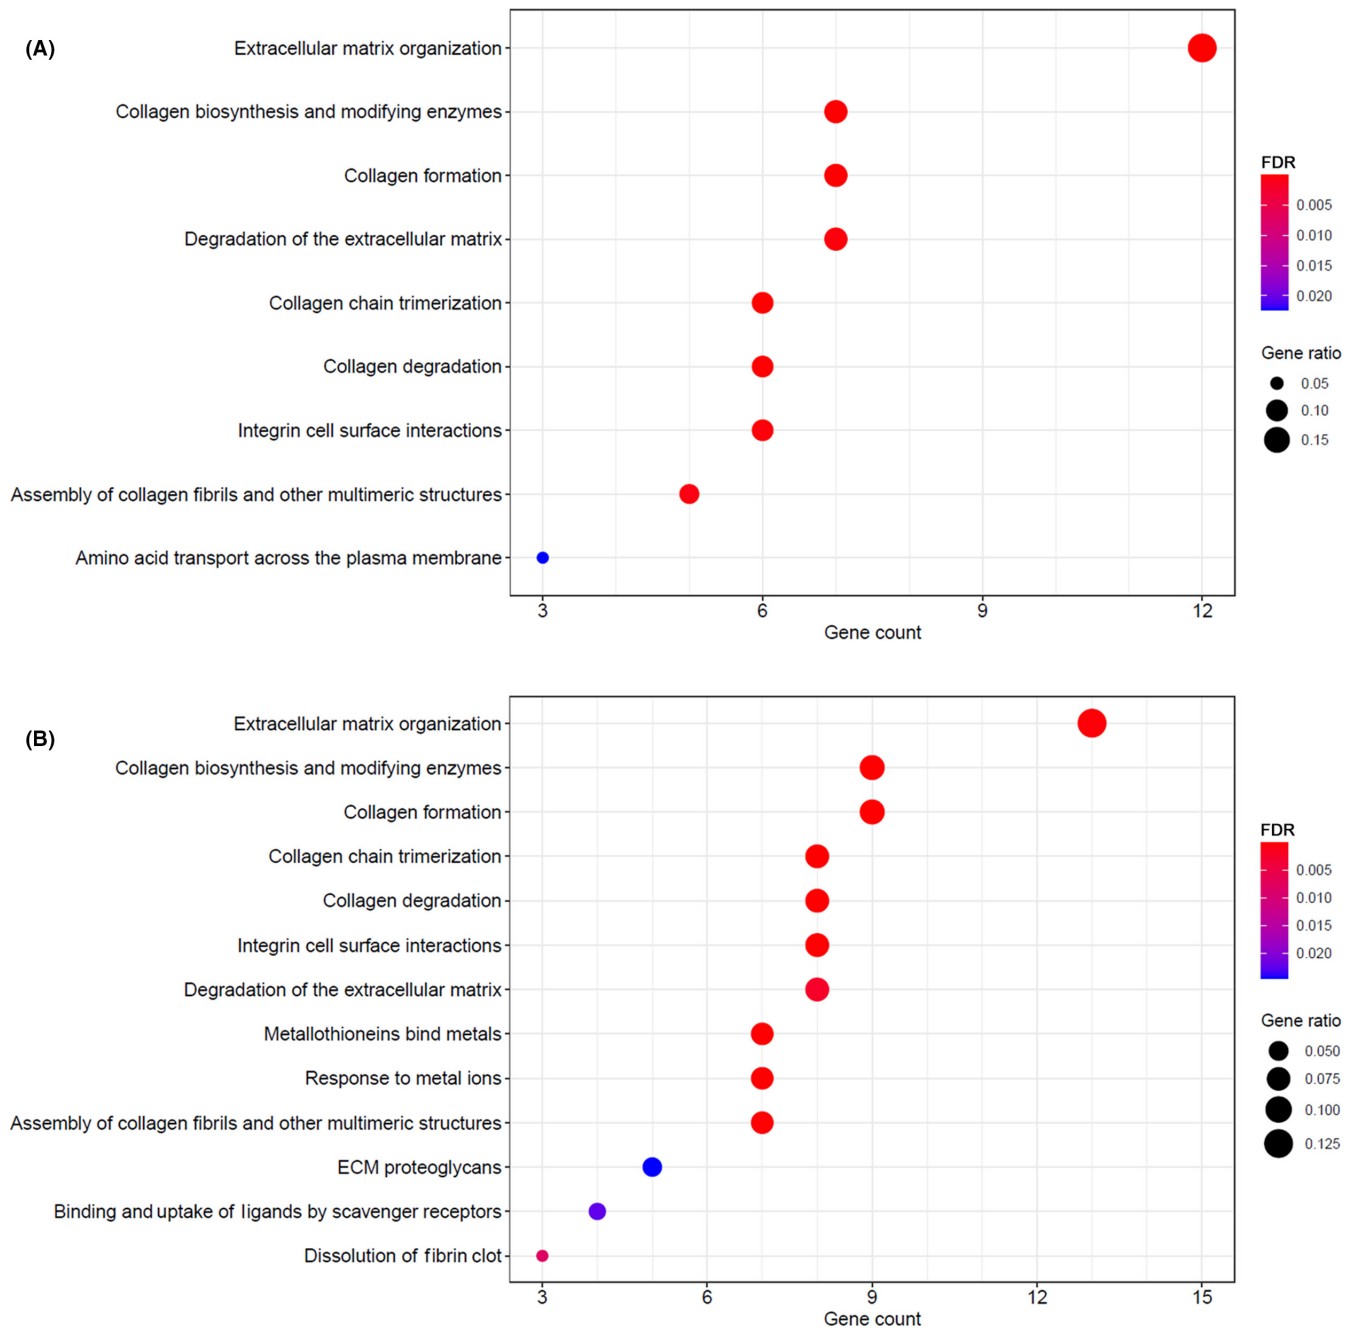 (A)
Extracellular matrix organization
Collagen biosynthesis and modifying enzymes
Collagen formation
Degradation of the extracellular matrix
Collagen chain trimerization
Collagen degradation
Integrin cell surface interactions
Assembly of collagen fibrils and other multimeric structures
Amino acid transport across the plasma membrane
3 6 9 12
Gene count
FDR
0.005
0.010
0.015
0.020
Gene ratio
0.05
0.10
0.15
(B)
Extracellular matrix organization
Collagen biosynthesis and modifying enzymes
Collagen formation
Collagen chain trimerization
Collagen degradation
Integrin cell surface interactions
Degradation of the extracellular matrix
Metallothioneins bind metals
Response to metal ions
Assembly of collagen fibrils and other multimeric structures
ECM proteoglycans
Binding and uptake of ligands by scavenger receptors
Dissolution of fibrin clot
3 6 9 12 15
Gene count
FDR
0.005
0.010
0.015
0.020
Gene ratio
0.050
0.075
0.100
0.125